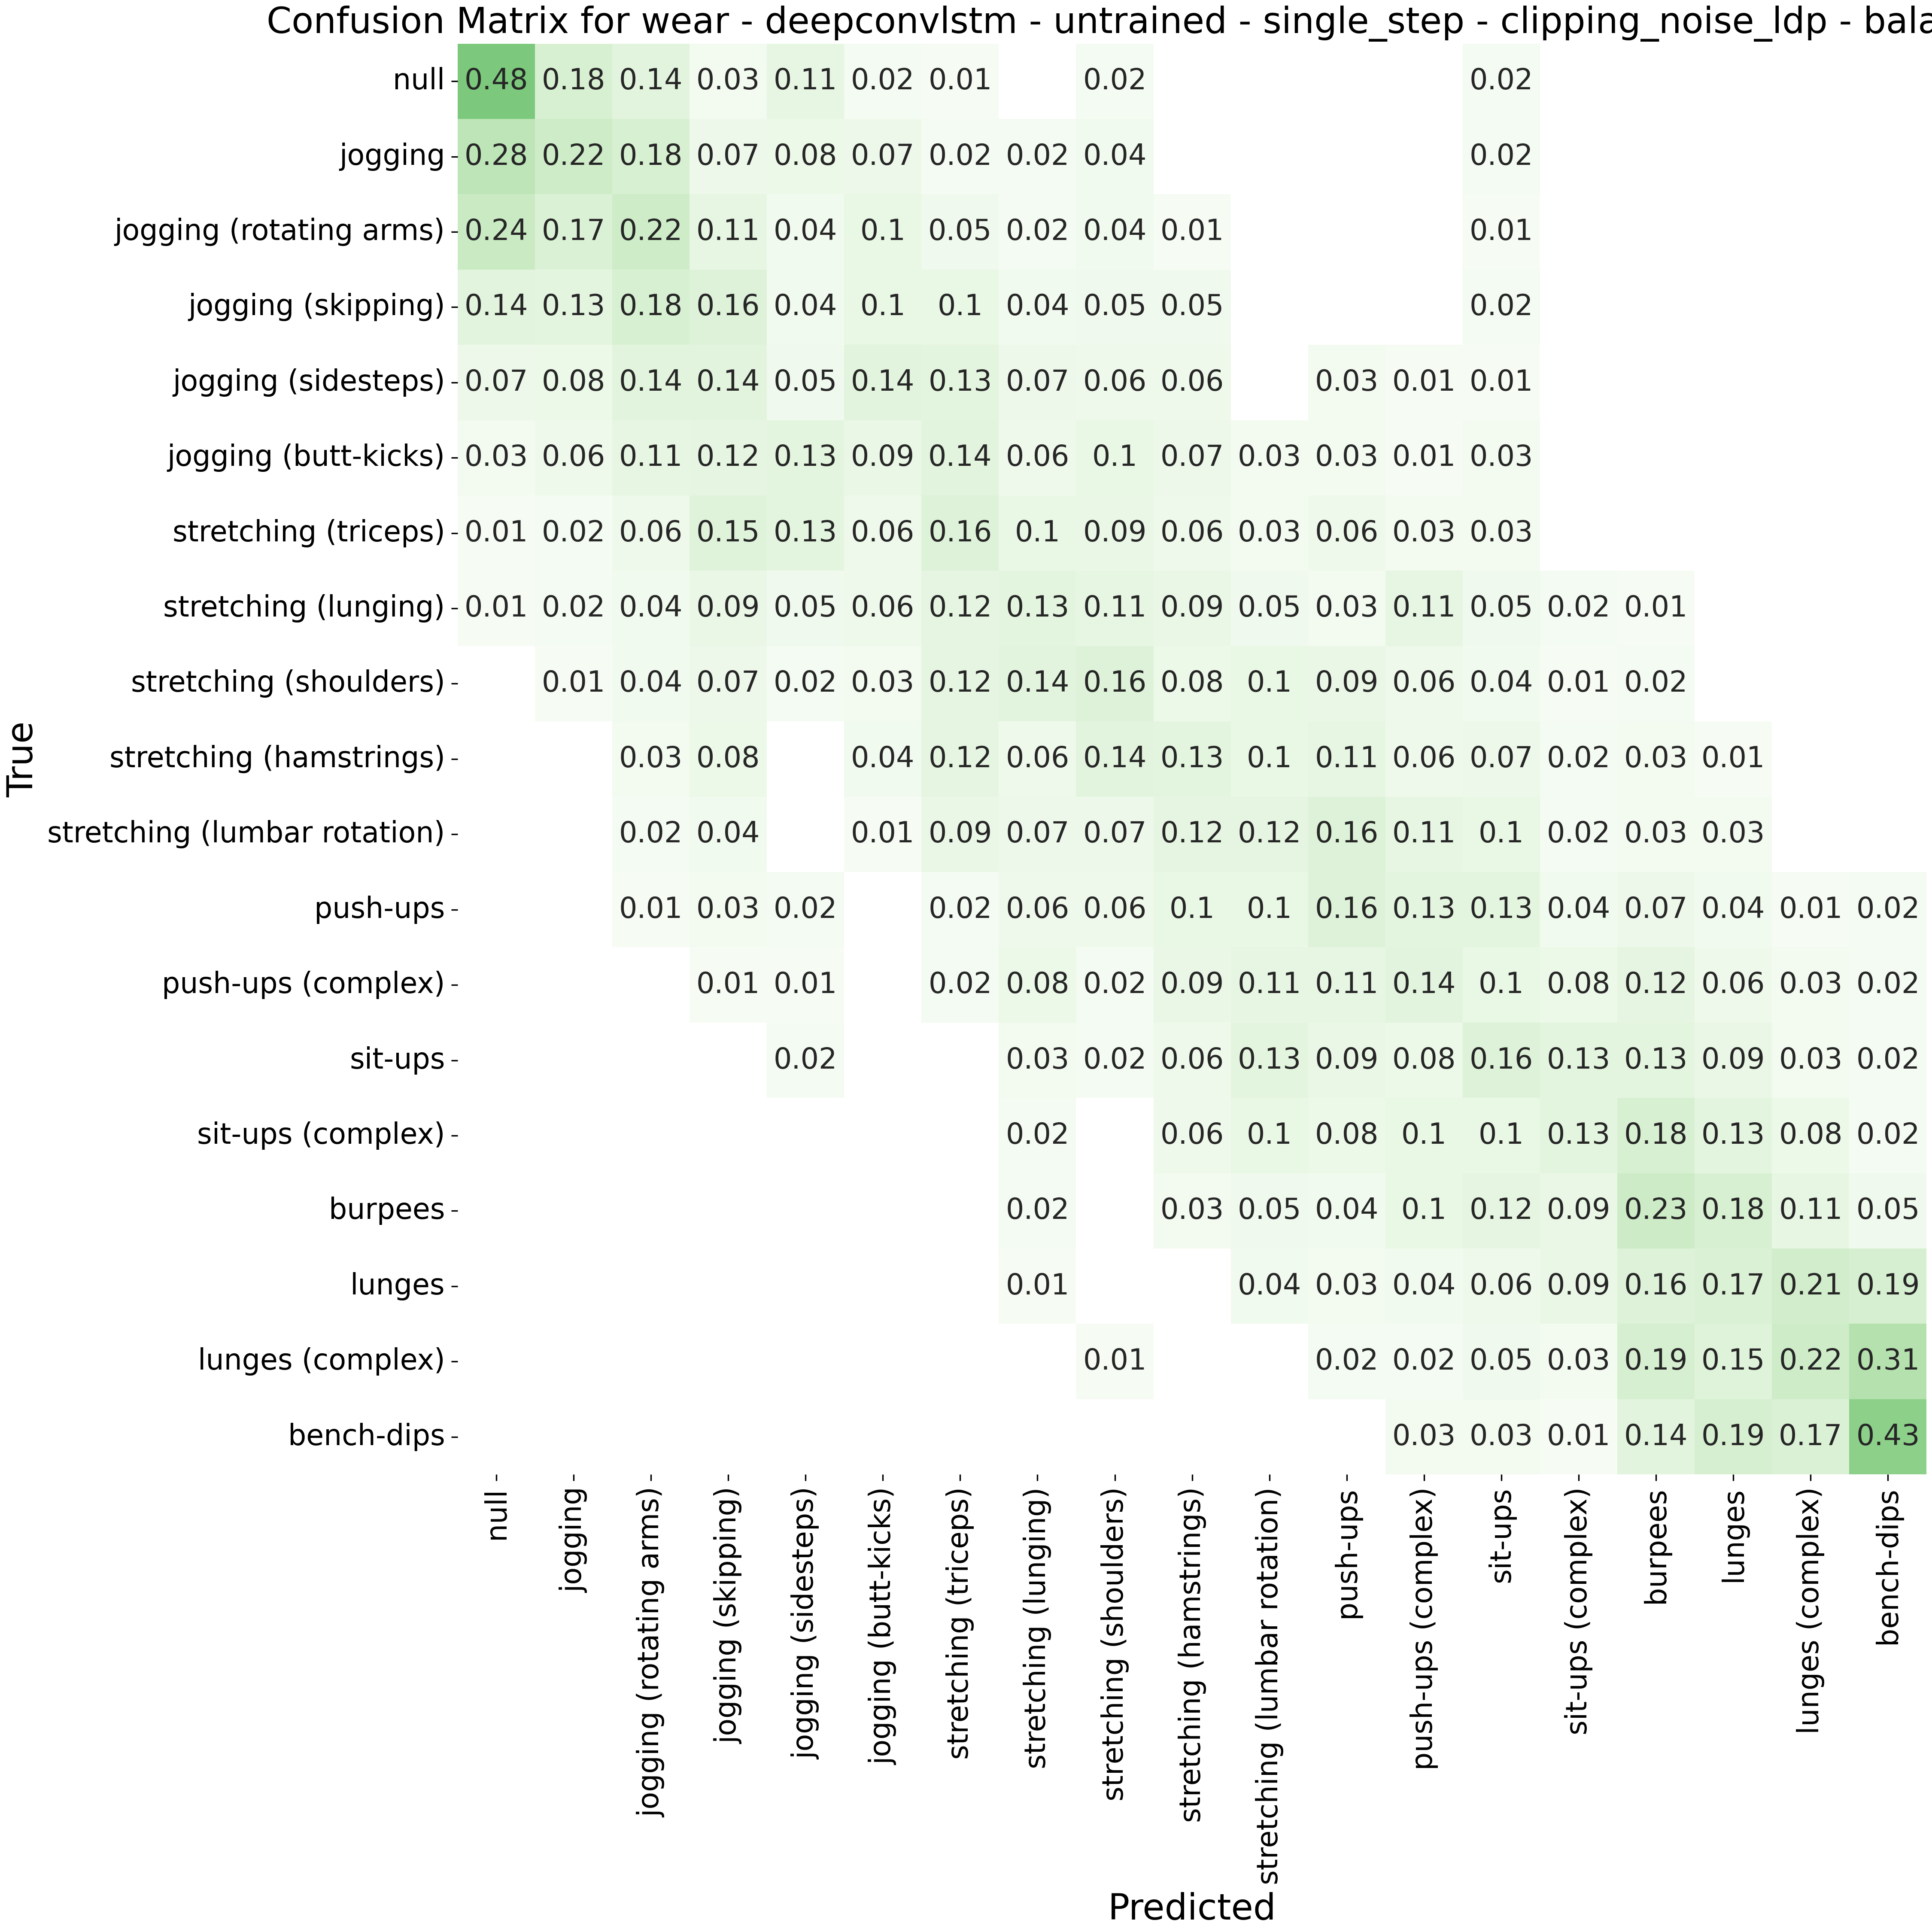 Confusion Matrix for wear - deepconvlstm - untrained - single_step - clipping_noise_ldp - bala
null 0.48 0.18 0.14 0.03 0.11 0.02 0.01 0.02 0.02
jogging 0.28 0.22 0.18 0.07 0.08 0.07 0.02 0.02 0.04 0.02
jogging (rotating arms) 0.24 0.17 0.22 0.11 0.04 0.1 0.05 0.02 0.04 0.01 0.01
jogging (skipping) 0.14 0.13 0.18 0.16 0.04 0.1 0.1 0.04 0.05 0.05 0.02
jogging (sidesteps) 0.07 0.08 0.14 0.14 0.05 0.14 0.13 0.07 0.06 0.06 0.03 0.01 0.01
jogging (butt-kicks) 0.03 0.06 0.11 0.12 0.13 0.09 0.14 0.06 0.1 0.07 0.03 0.03 0.01 0.03
stretching (triceps) 0.01 0.02 0.06 0.15 0.13 0.06 0.16 0.1 0.09 0.06 0.03 0.06 0.03 0.03
stretching (lunging) 0.01 0.02 0.04 0.09 0.05 0.06 0.12 0.13 0.11 0.09 0.05 0.03 0.11 0.05 0.02 0.01
stretching (shoulders) 0.01 0.04 0.07 0.02 0.03 0.12 0.14 0.16 0.08 0.1 0.09 0.06 0.04 0.01 0.02
stretching (hamstrings) 0.03 0.08 0.04 0.12 0.06 0.14 0.13 0.1 0.11 0.06 0.07 0.02 0.03 0.01
stretching (lumbar rotation) 0.02 0.04 0.01 0.09 0.07 0.07 0.12 0.12 0.16 0.11 0.1 0.02 0.03 0.03
push-ups 0.01 0.03 0.02 0.02 0.06 0.06 0.1 0.1 0.16 0.13 0.13 0.04 0.07 0.04 0.01 0.02
push-ups (complex) 0.01 0.01 0.02 0.08 0.02 0.09 0.11 0.11 0.14 0.1 0.08 0.12 0.06 0.03 0.02
sit-ups 0.02 0.03 0.02 0.06 0.13 0.09 0.08 0.16 0.13 0.13 0.09 0.03 0.02
sit-ups (complex) 0.02 0.06 0.1 0.08 0.1 0.1 0.13 0.18 0.13 0.08 0.02
burpees 0.02 0.03 0.05 0.04 0.1 0.12 0.09 0.23 0.18 0.11 0.05
lunges 0.01 0.04 0.03 0.04 0.06 0.09 0.16 0.17 0.21 0.19
lunges (complex) 0.01 0.02 0.02 0.05 0.03 0.19 0.15 0.22 0.31
bench-dips 0.03 0.03 0.01 0.14 0.19 0.17 0.43
True
null
jogging
jogging (rotating arms)
jogging (skipping)
jogging (sidesteps)
jogging (butt-kicks)
stretching (triceps)
stretching (lunging)
stretching (shoulders)
stretching (hamstrings)
stretching (lumbar rotation)
push-ups
push-ups (complex)
sit-ups
sit-ups (complex)
burpees
lunges
lunges (complex)
bench-dips
Predicted